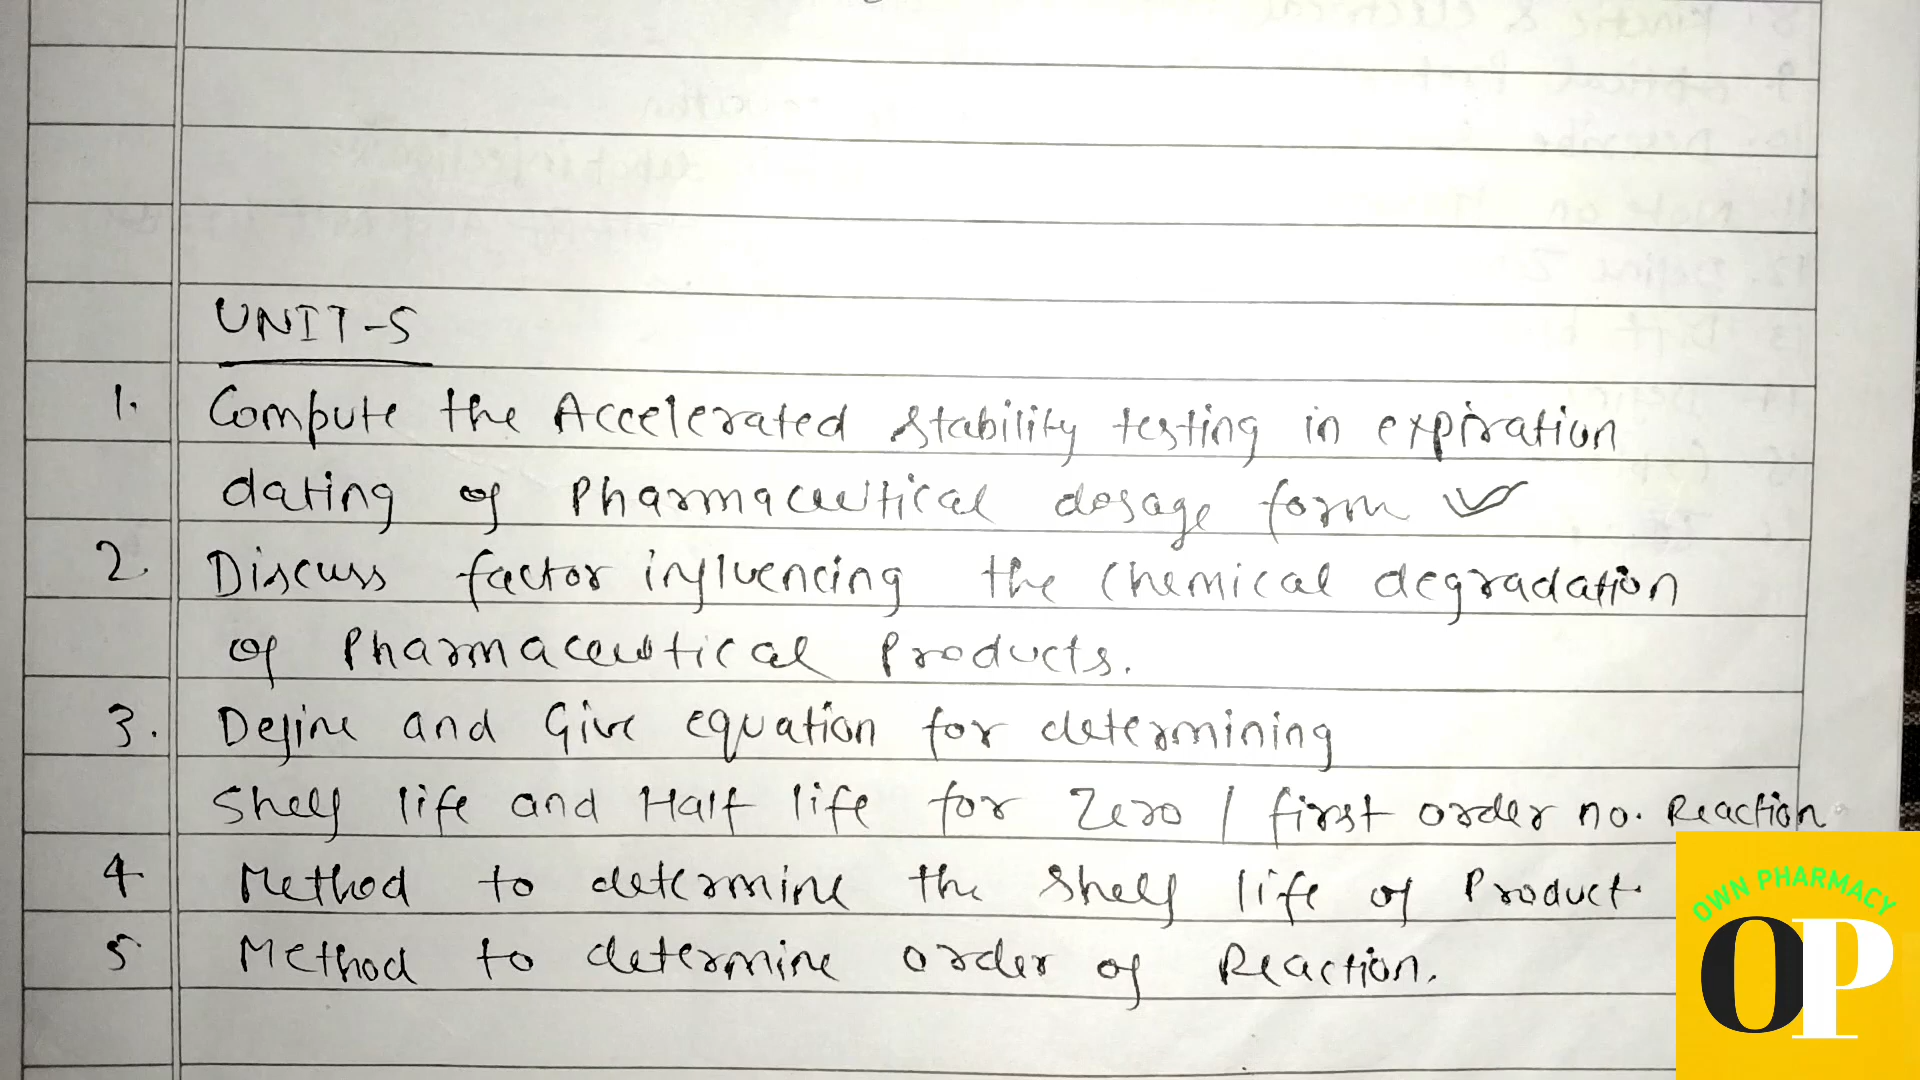 UNIT-5
1. Compute the Accelerated stability testing in expiration
dating of Pharmaceutical dosage form
2. Discuss factor influencing the chemical degradation
of Pharmaceutical Products.
3. Define and Give equation for determining
Shelf life and Half life for Zero / first order no. Reaction
4 Method to determine the Shelf life of Product.
5 Method to determine order of Reaction.
OWN PHARMACY
OP